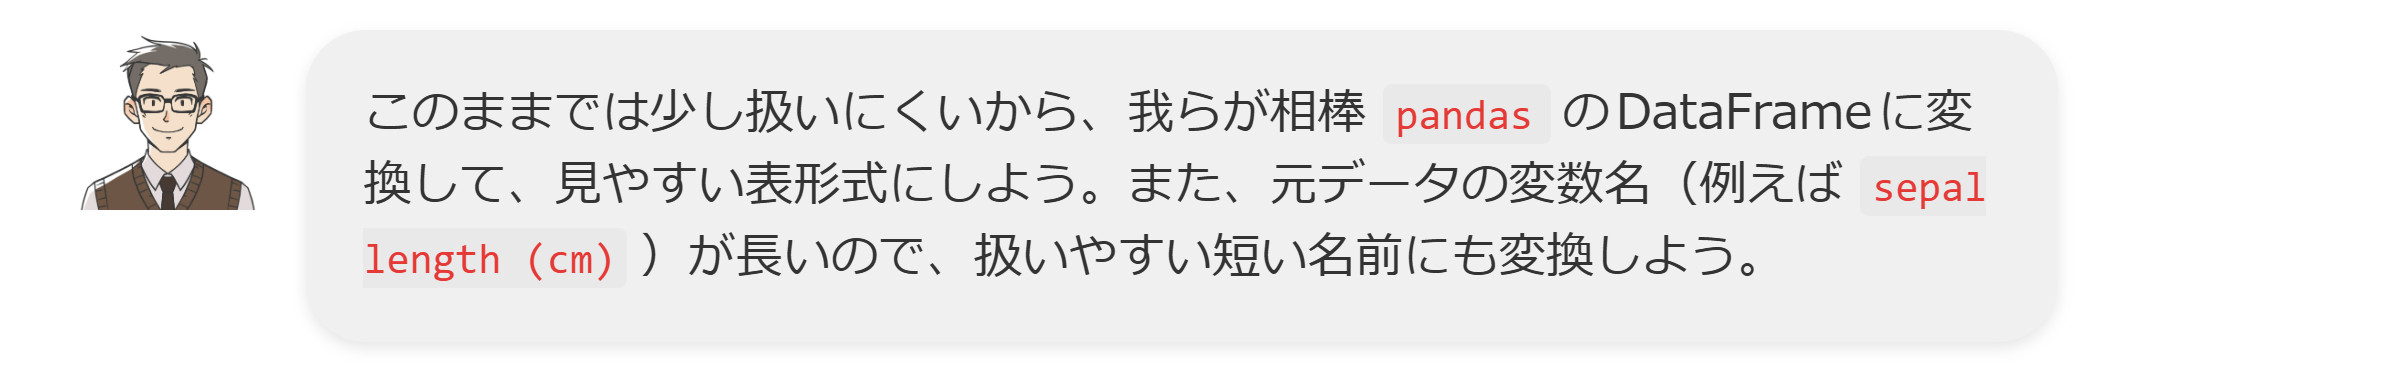 このままでは少し扱いにくいから、我らが相棒 pandas のDataFrameに変
換して、見やすい表形式にしよう。また、元データの変数名（例えば sepal
length (cm) ）が長いので、扱いやすい短い名前にも変換しよう。